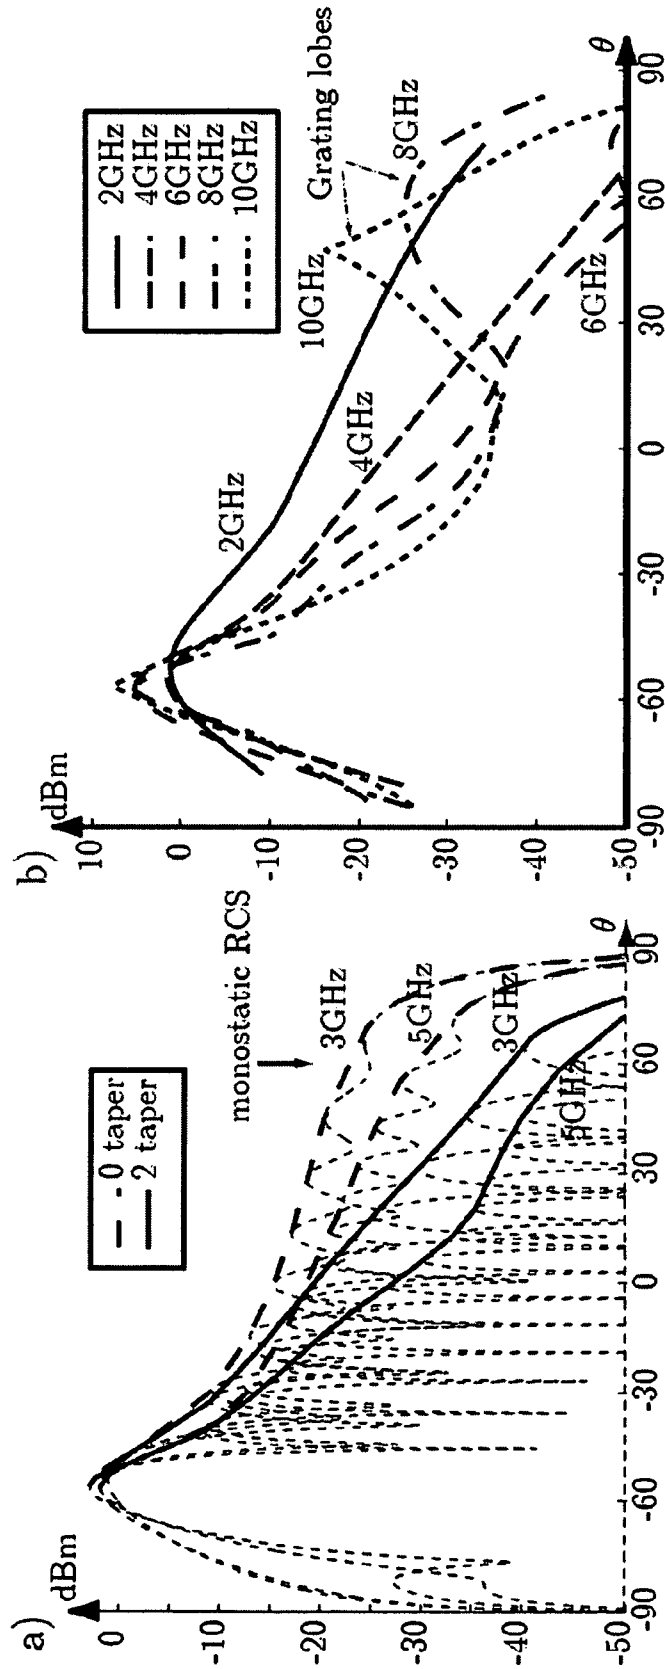 a)
dBm
0
-10
-20
-30
-40
-50
-90
-60
-30
0
30
60
90
θ
0 taper
2 taper
monostatic RCS
3GHz
5GHz
3GHz
5GHz
b)
dBm
10
0
-10
-20
-30
-40
-50
-90
-60
-30
0
30
60
90
θ
2GHz
4GHz
6GHz
8GHz
10GHz
Grating lobes
2GHz
4GHz
6GHz
8GHz
10GHz